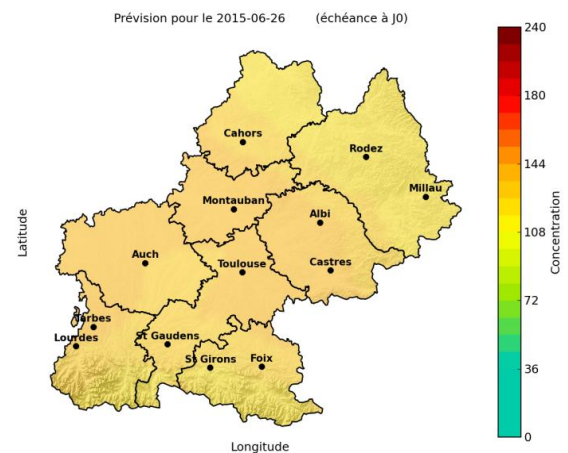 Prévision pour le 2015-06-26 (échéance à J0)
240
180
144
108
72
36
0
Concentration
Latitude
Longitude
Cahors
Rodez
Millau
Montauban
Albi
Auch
Toulouse
Castres
Tarbes
Lourdes
St Gaudens
St Girons
Foix